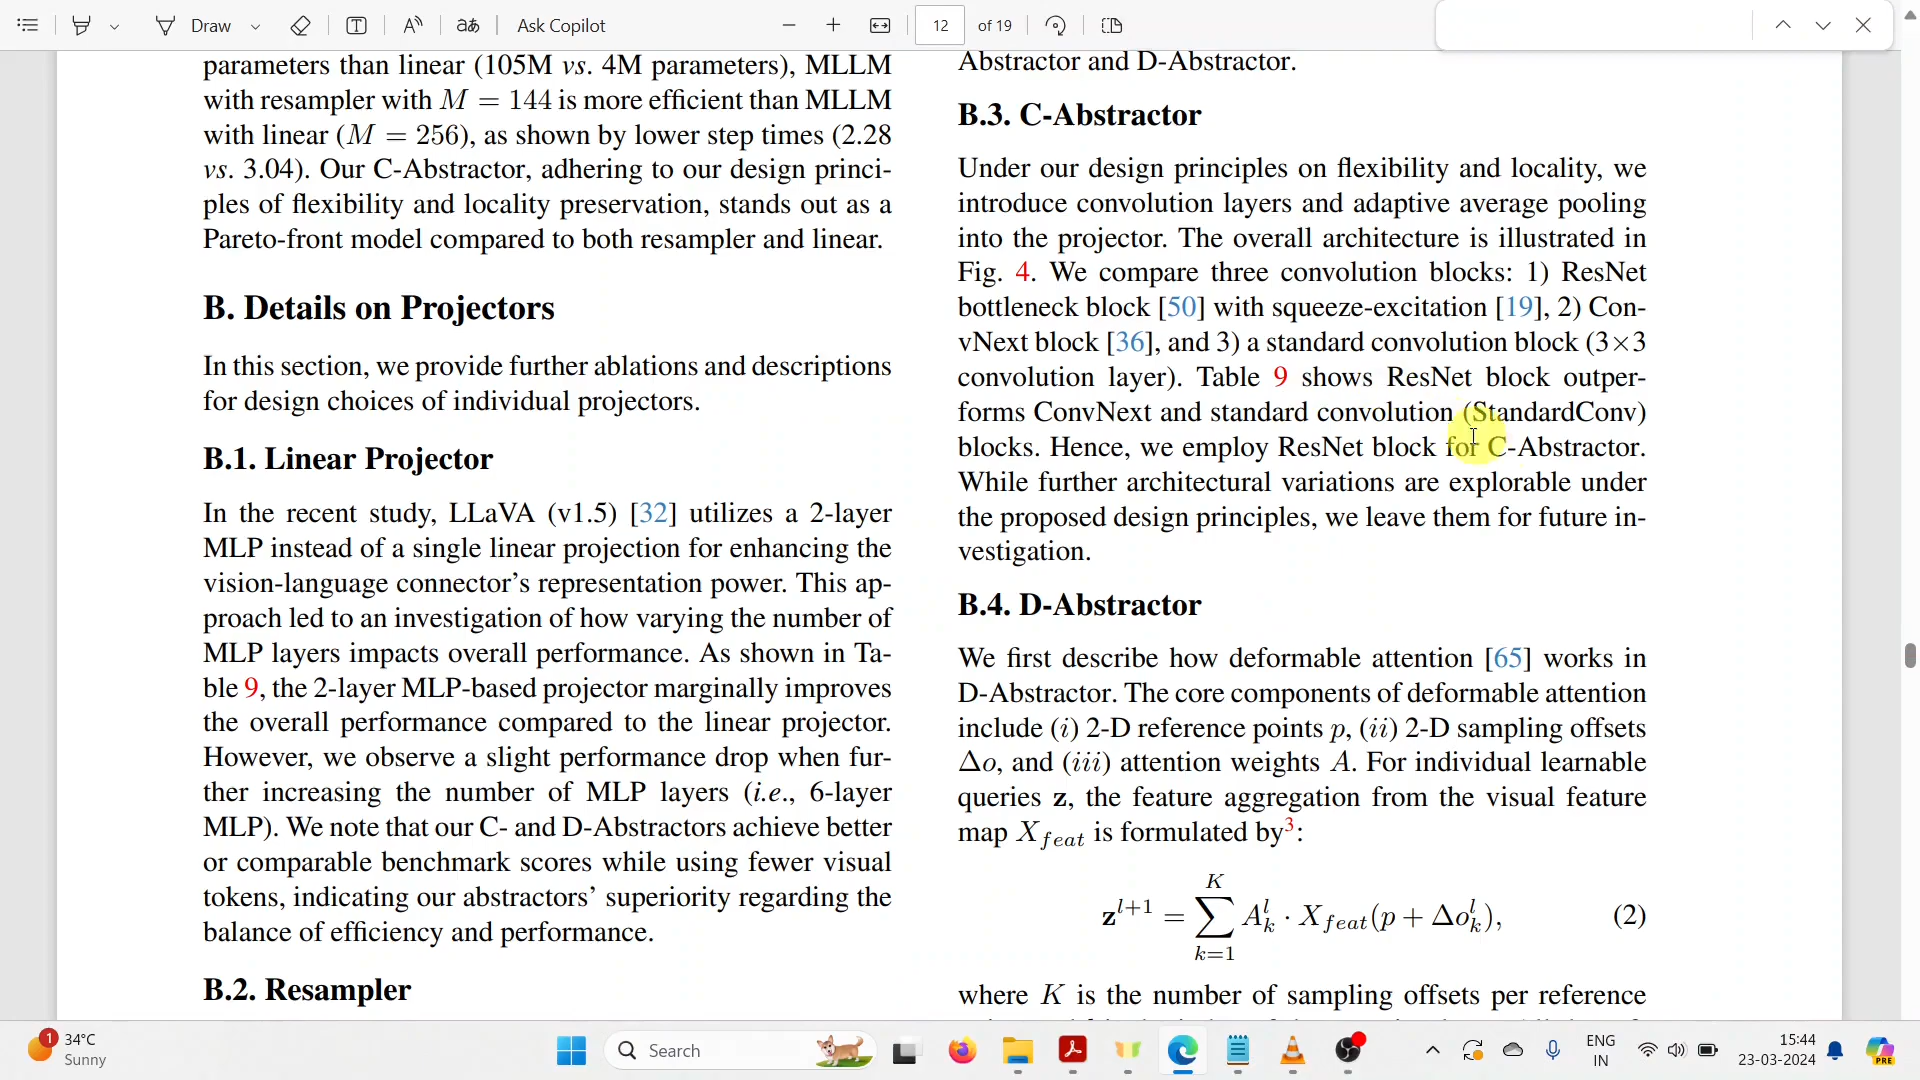 Draw
Ask Copilot
12
of 19
parameters than linear (105M vs. 4M parameters), MLLM
with resampler with M = 144 is more efficient than MLLM
with linear (M = 256), as shown by lower step times (2.28
vs. 3.04). Our C-Abstractor, adhering to our design princi-
ples of flexibility and locality preservation, stands out as a
Pareto-front model compared to both resampler and linear.
B. Details on Projectors
In this section, we provide further ablations and descriptions
for design choices of individual projectors.
B.1. Linear Projector
In the recent study, LLaVA (v1.5) [32] utilizes a 2-layer
MLP instead of a single linear projection for enhancing the
vision-language connector's representation power. This ap-
proach led to an investigation of how varying the number of
MLP layers impacts overall performance. As shown in Ta-
ble 9, the 2-layer MLP-based projector marginally improves
the overall performance compared to the linear projector.
However, we observe a slight performance drop when fur-
ther increasing the number of MLP layers (i.e., 6-layer
MLP). We note that our C- and D-Abstractors achieve better
or comparable benchmark scores while using fewer visual
tokens, indicating our abstractors' superiority regarding the
balance of efficiency and performance.
B.2. Resampler
Abstractor and D-Abstractor.
B.3. C-Abstractor
Under our design principles on flexibility and locality, we
introduce convolution layers and adaptive average pooling
into the projector. The overall architecture is illustrated in
Fig. 4. We compare three convolution blocks: 1) ResNet
bottleneck block [50] with squeeze-excitation [19], 2) Con-
vNext block [36], and 3) a standard convolution block (3×3
convolution layer). Table 9 shows ResNet block outper-
forms ConvNext and standard convolution (StandardConv)
blocks. Hence, we employ ResNet block for C-Abstractor.
While further architectural variations are explorable under
the proposed design principles, we leave them for future in-
vestigation.
B.4. D-Abstractor
We first describe how deformable attention [65] works in
D-Abstractor. The core components of deformable attention
include (i) 2-D reference points p, (ii) 2-D sampling offsets
Δo, and (iii) attention weights A. For individual learnable
queries z, the feature aggregation from the visual feature
map X_feat is formulated by³:
z^{l+1} = ∑_{k=1}^{K} A_k^l · X_feat(p + Δo_k^l), (2)
where K is the number of sampling offsets per reference
1
34°C
Sunny
Search
ENG
IN
15:44
23-03-2024
PRE